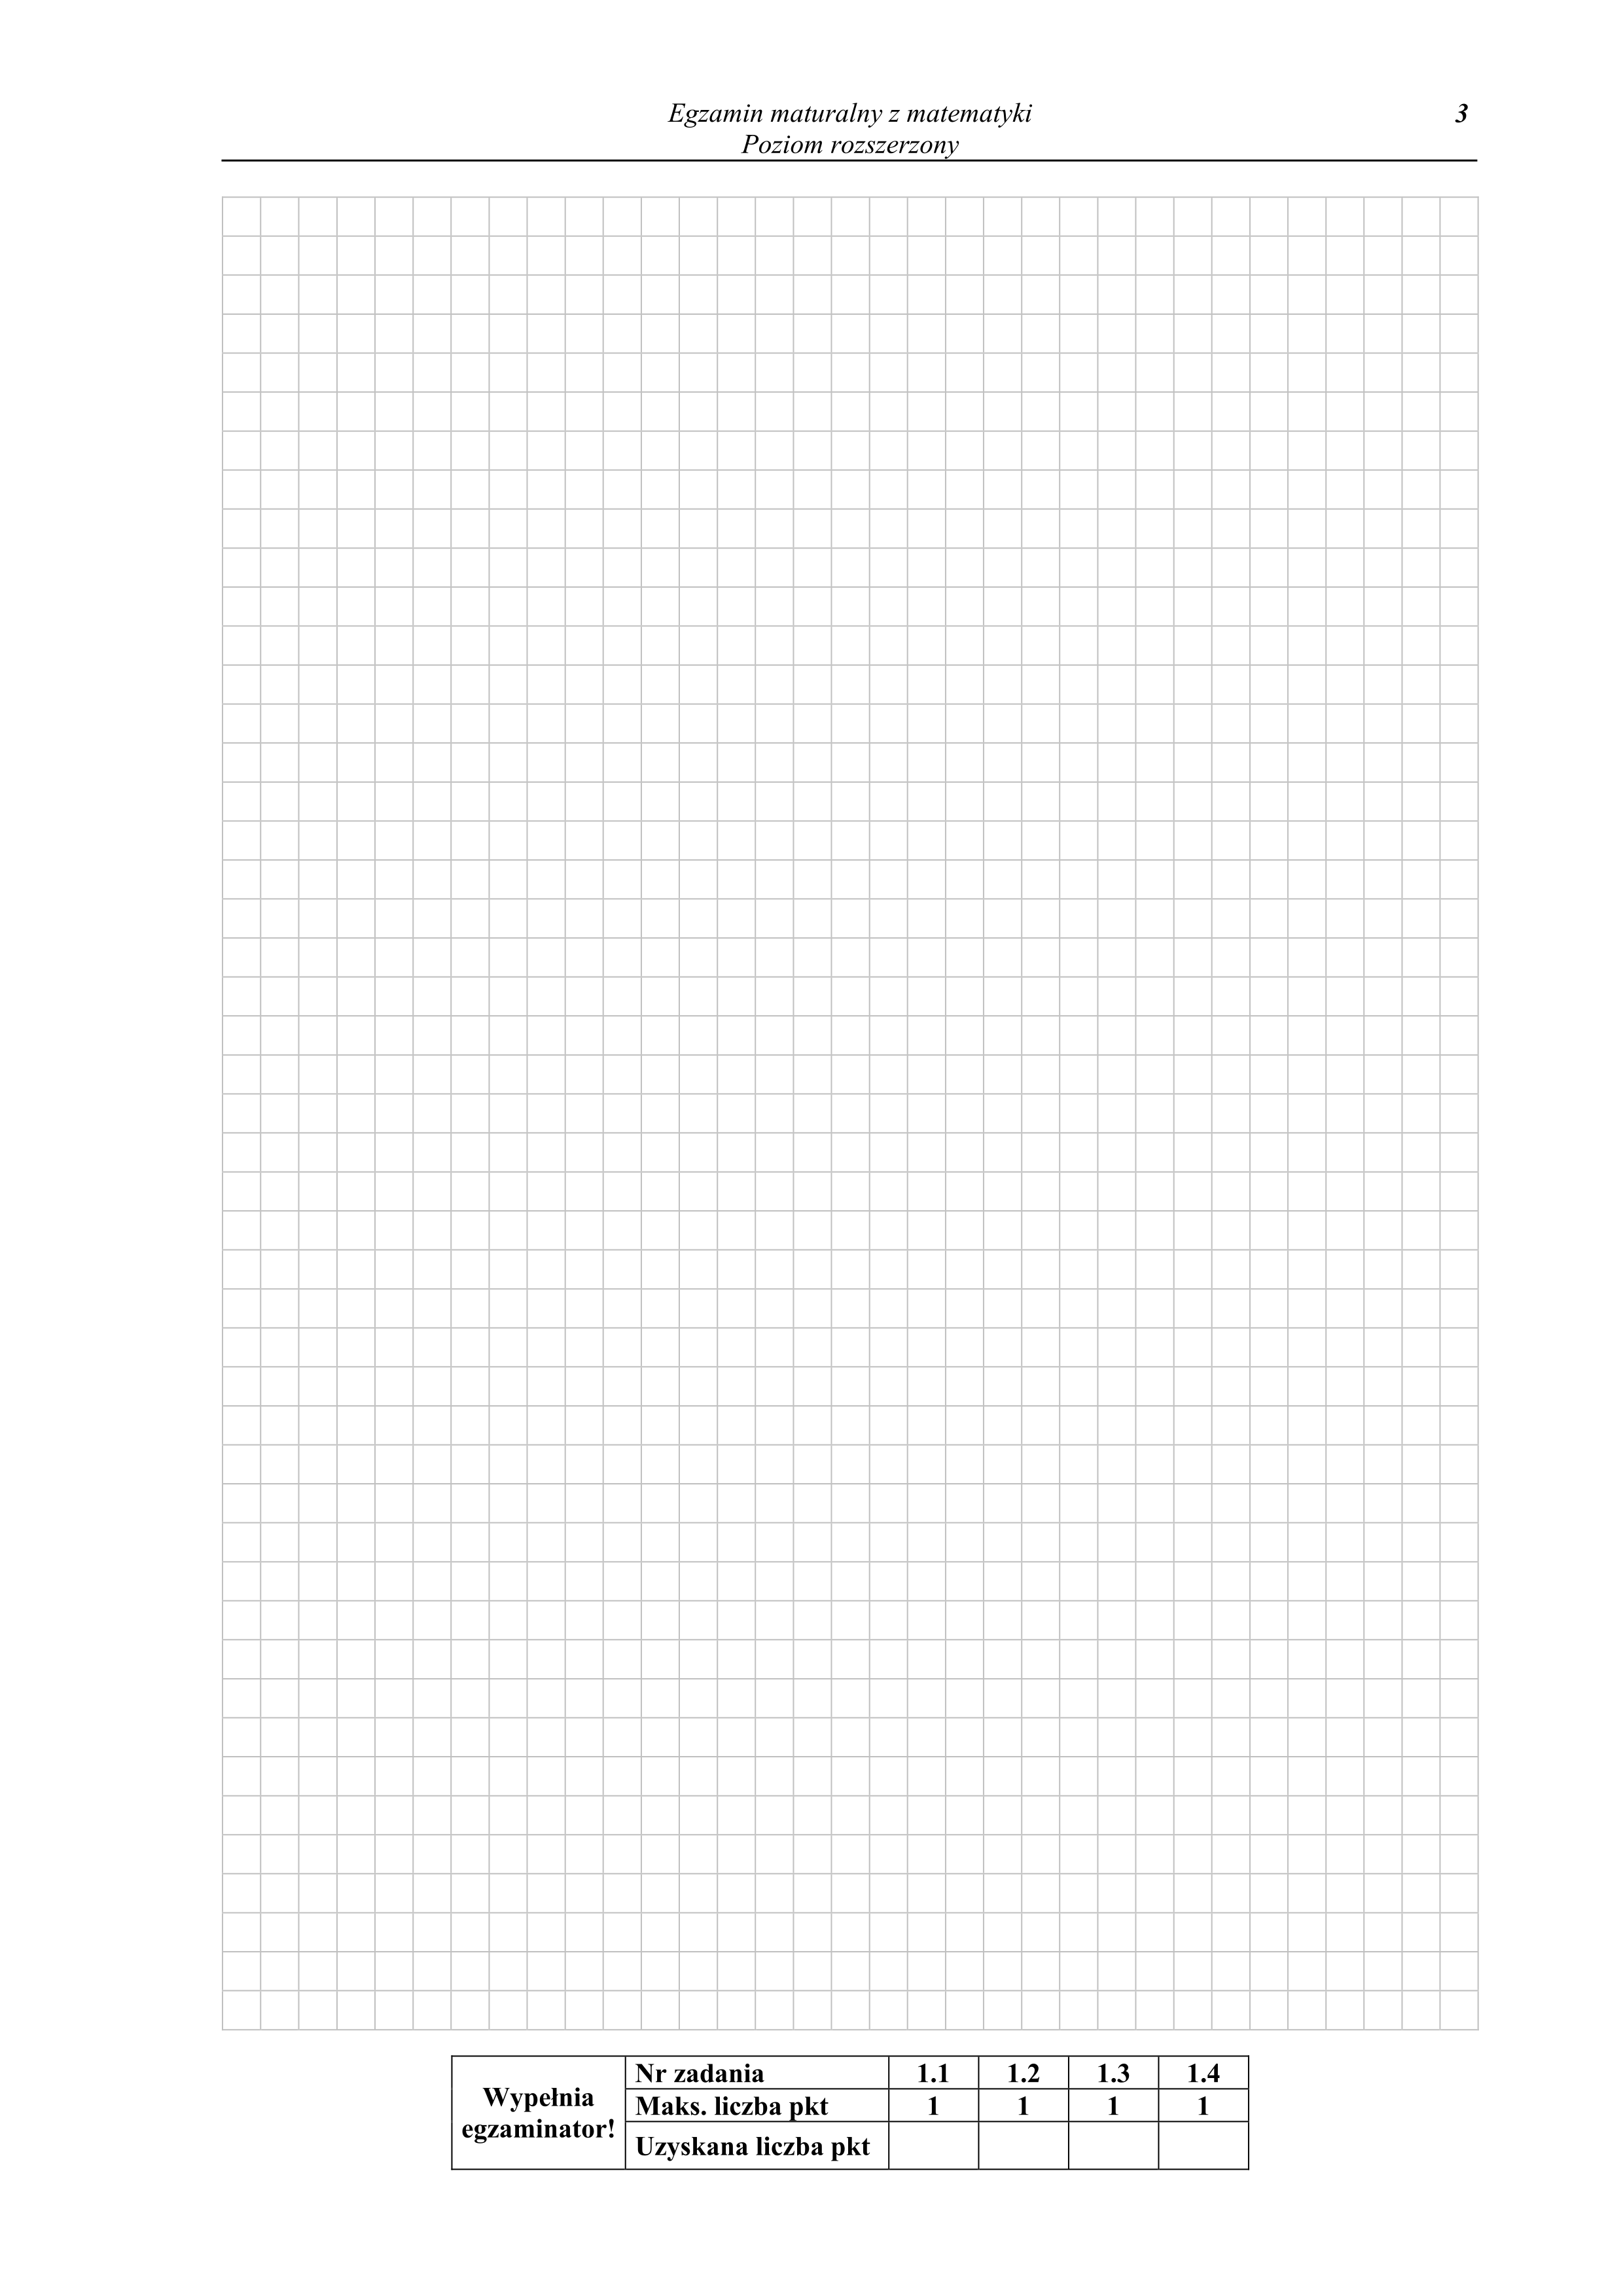 Egzamin maturalny z matematyki 3
Poziom rozszerzony
Wypełnia egzaminator!
Nr zadania 1.1 1.2 1.3 1.4
Maks. liczba pkt 1 1 1 1
Uzyskana liczba pkt